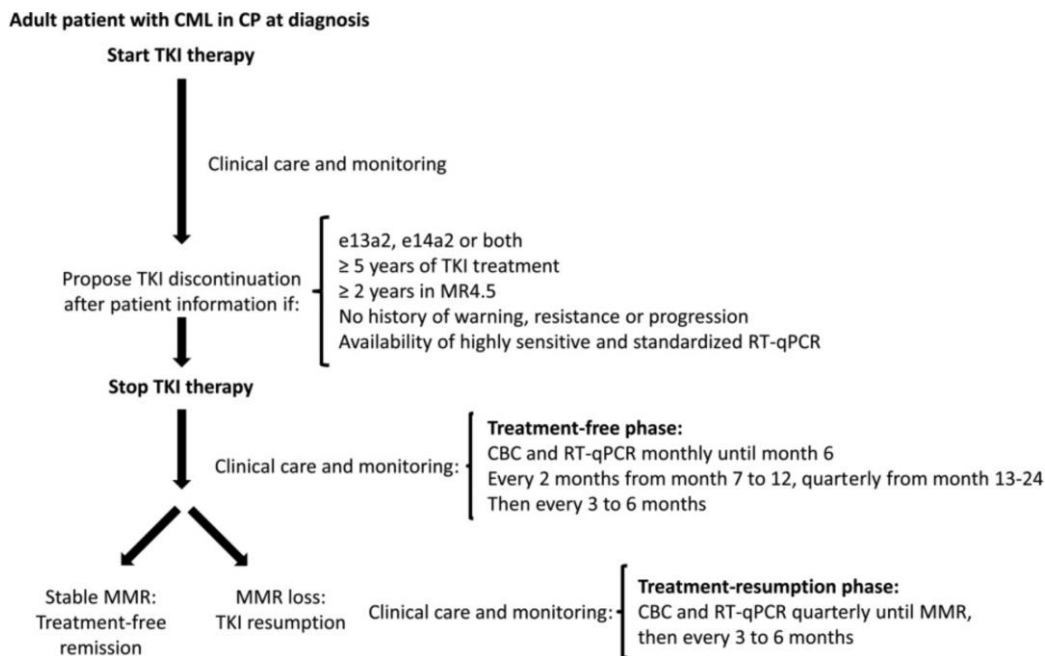 Adult patient with CML in CP at diagnosis
Start TKI therapy
Clinical care and monitoring
Propose TKI discontinuation
after patient information if:
e13a2, e14a2 or both
≥ 5 years of TKI treatment
≥ 2 years in MR4.5
No history of warning, resistance or progression
Availability of highly sensitive and standardized RT-qPCR
Stop TKI therapy
Clinical care and monitoring:
Treatment-free phase:
CBC and RT-qPCR monthly until month 6
Every 2 months from month 7 to 12, quarterly from month 13-24
Then every 3 to 6 months
Stable MMR:
Treatment-free
remission
MMR loss:
TKI resumption
Clinical care and monitoring:
Treatment-resumption phase:
CBC and RT-qPCR quarterly until MMR,
then every 3 to 6 months